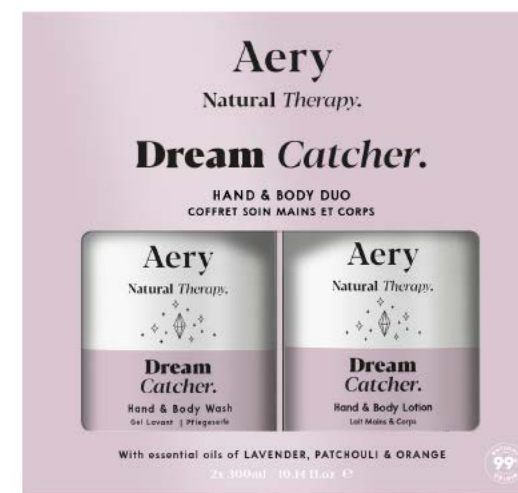 Aery
Natural Therapy.
Dream Catcher.
HAND & BODY DUO
COFFRET SOIN MAINS ET CORPS
Aery
Natural Therapy.
Dream
Catcher.
Hand & Body Wash
Gel Lavant | Pflegeseife
Aery
Natural Therapy.
Dream
Catcher.
Hand & Body Lotion
Lait Mains & Corps
With essential oils of LAVENDER, PATCHOULI & ORANGE
2x 300ml 10.14 fl.oz ℮
99